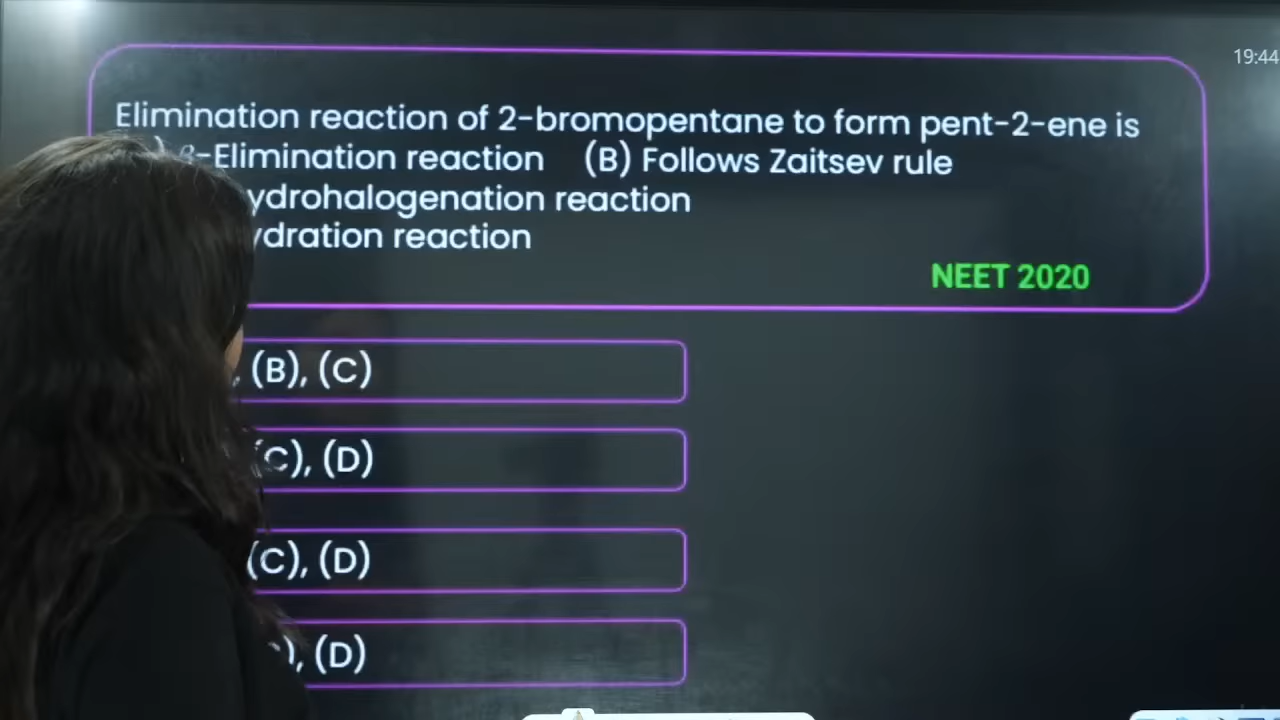 19:44
Elimination reaction of 2-bromopentane to form pent-2-ene is
β-Elimination reaction (B) Follows Zaitsev rule
ydrohalogenation reaction
ydration reaction
NEET 2020
, (B), (C)
(C), (D)
(C), (D)
), (D)